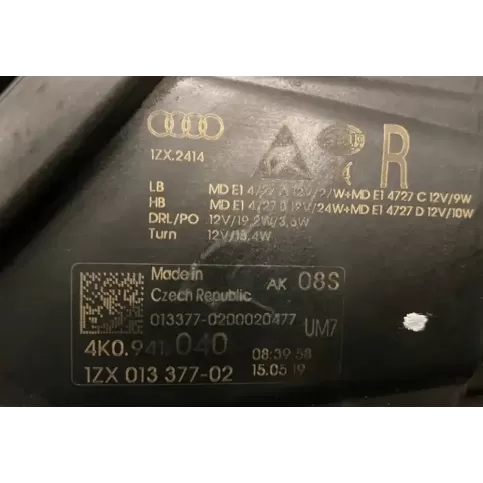 1ZX.2414
R
LB MD E1 4727 A 12V/27W+MD E1 4727 C 12V/9W
HB MD E1 4727 B 12V/24W+MD E1 4727 D 12V/10W
DRL/PO 12V/19,2W/3,5W
Turn 12V/15,4W
Made in
Czech Republic
AK 08S
013377-0200020477
UM7
4K0.941.040
08:39:58
1ZX 013 377-02
15.05.19